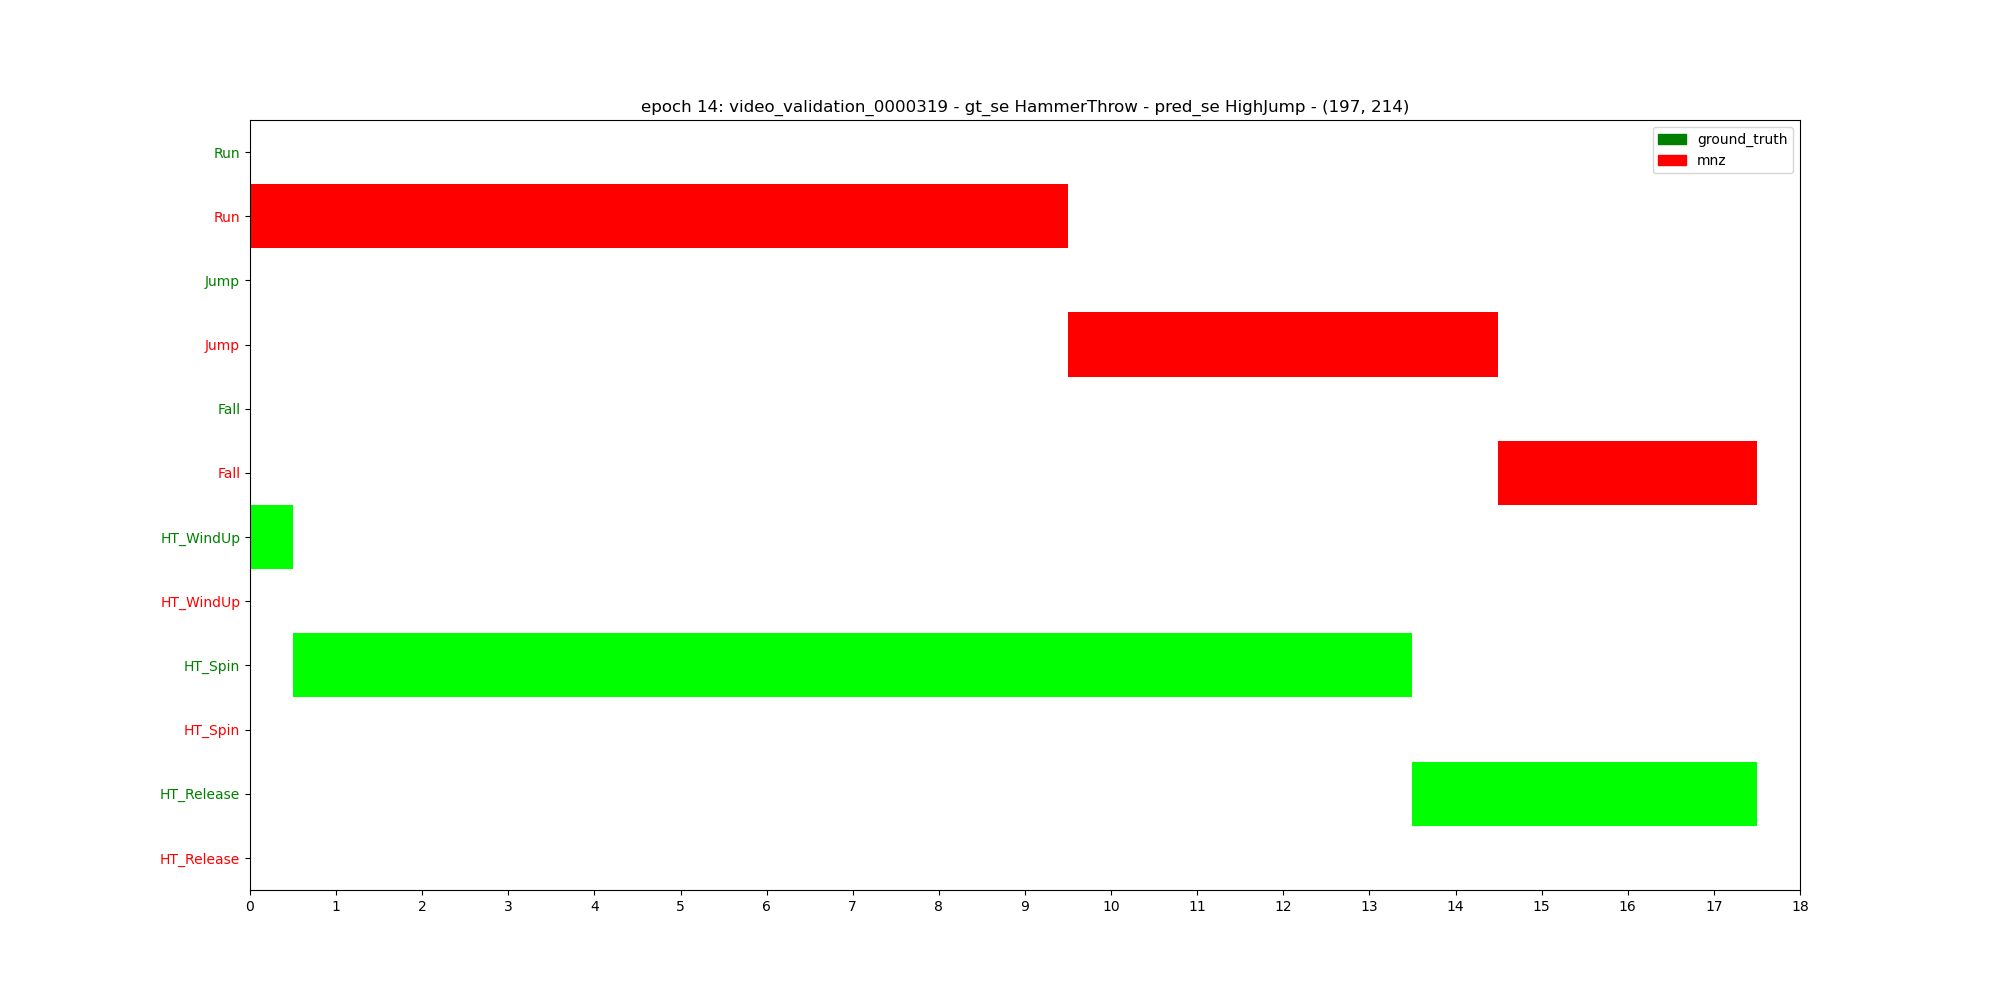 epoch 14: video_validation_0000319 - gt_se HammerThrow - pred_se HighJump - (197, 214)
ground_truth
mnz
Run
Run
Jump
Jump
Fall
Fall
HT_WindUp
HT_WindUp
HT_Spin
HT_Spin
HT_Release
HT_Release
0 1 2 3 4 5 6 7 8 9 10 11 12 13 14 15 16 17 18